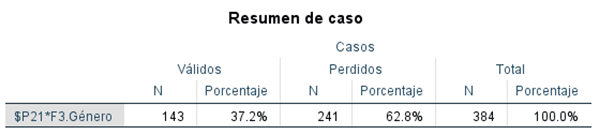 Resumen de caso
Casos
Válidos Perdidos Total
N Porcentaje N Porcentaje N Porcentaje
$P21*F3.Género 143 37.2% 241 62.8% 384 100.0%